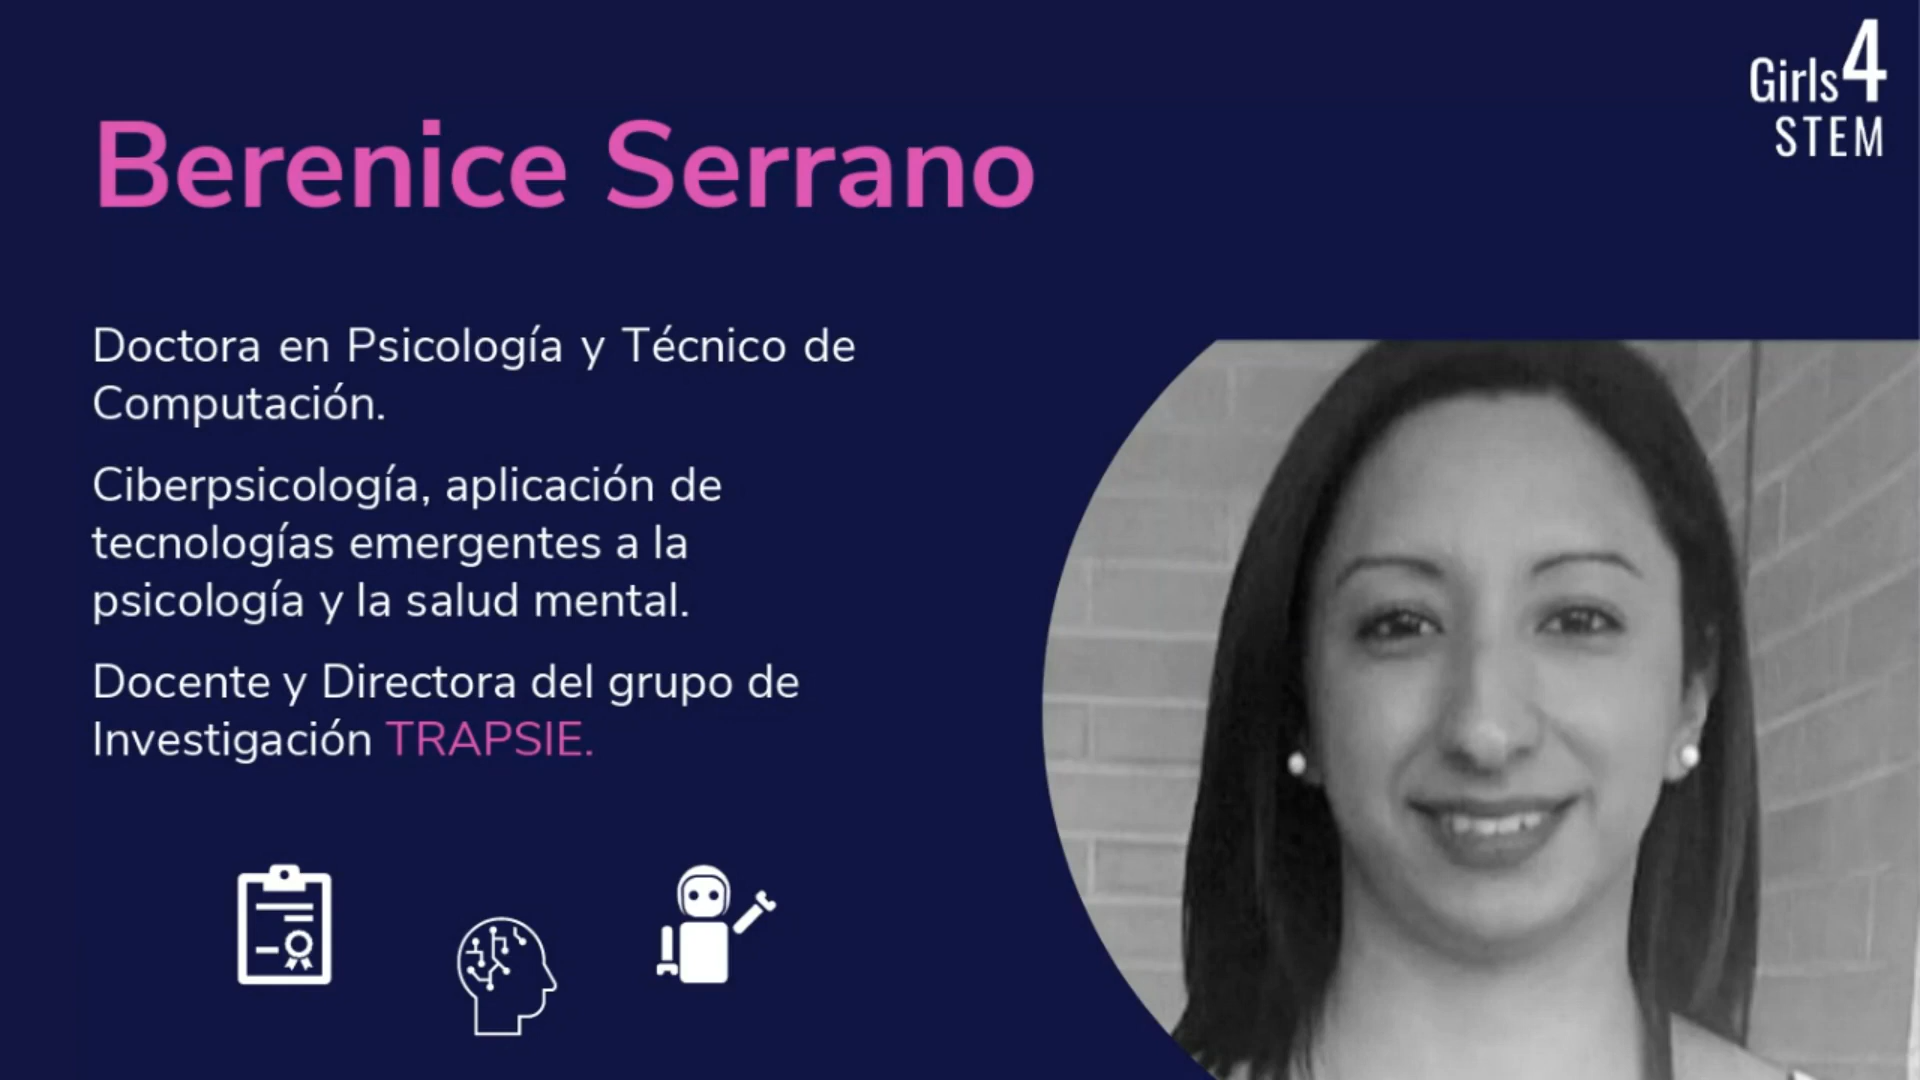 Girls4
STEM
Berenice Serrano
Doctora en Psicología y Técnico de
Computación.
Ciberpsicología, aplicación de
tecnologías emergentes a la
psicología y la salud mental.
Docente y Directora del grupo de
Investigación TRAPSIE.